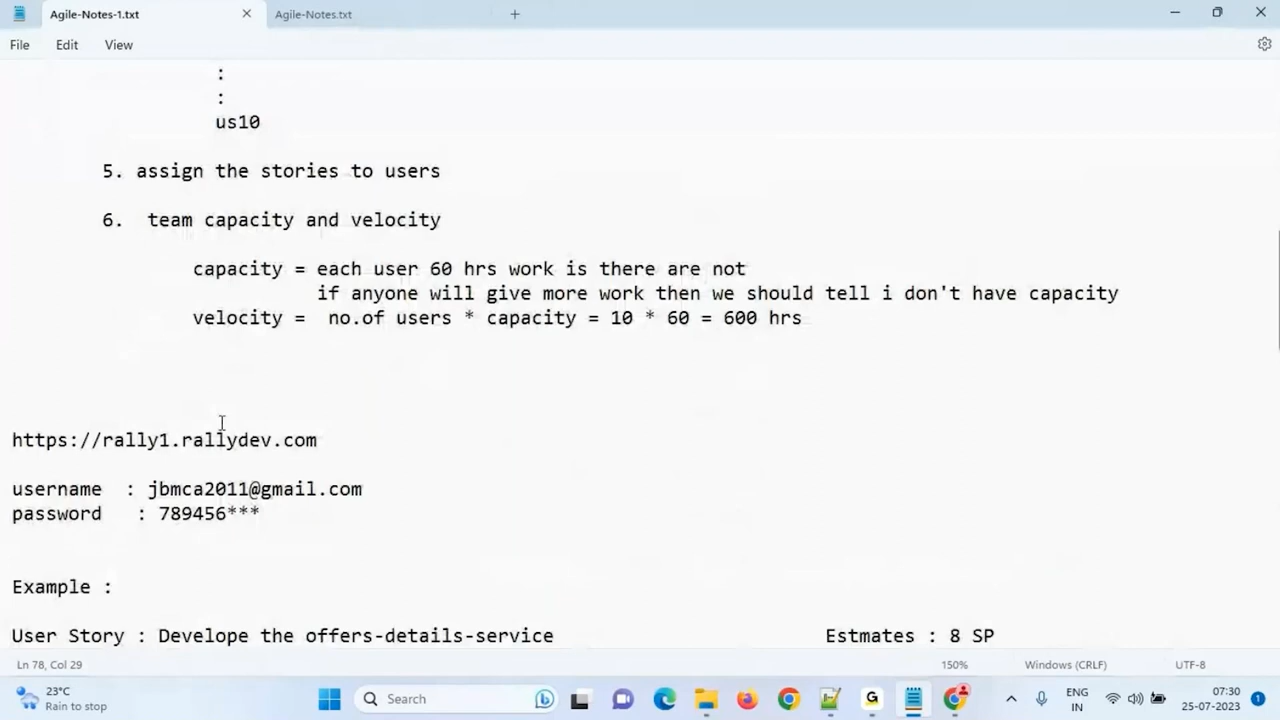 Agile-Notes-1.txt
Agile-Notes.txt
File Edit View
:
:
us10
5. assign the stories to users
6. team capacity and velocity
capacity = each user 60 hrs work is there are not
if anyone will give more work then we should tell i don't have capacity
velocity = no.of users * capacity = 10 * 60 = 600 hrs
https://rally1.rallydev.com
username : jbmca2011@gmail.com
password : 789456***
Example :
User Story : Develope the offers-details-service Estmates : 8 SP
Ln 78, Col 29 150% Windows (CRLF) UTF-8
23°C
Rain to stop
Search
ENG
IN
07:30
25-07-2023
1